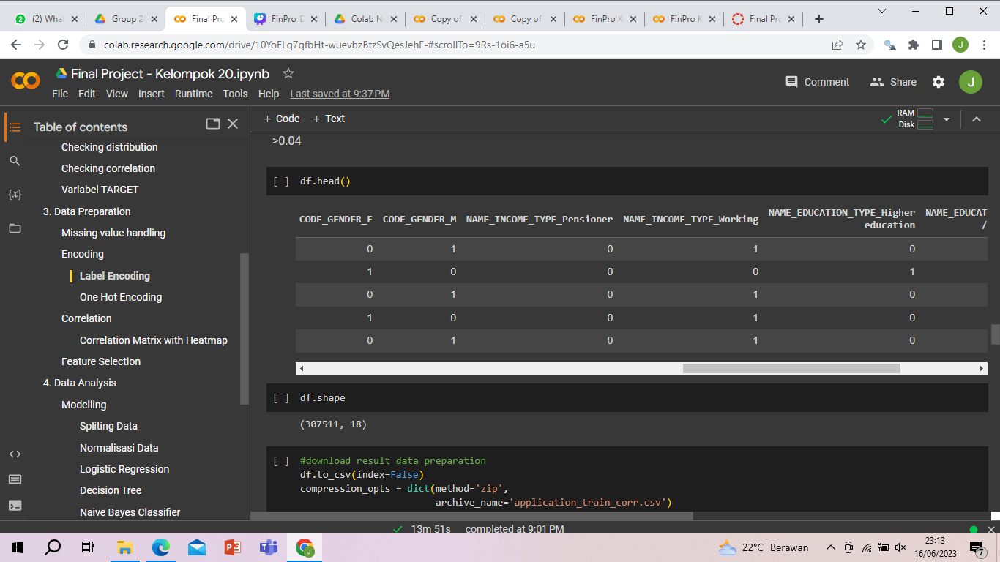 (2) What
Group 2
Final Pro
FinPro_D
Colab N
Copy of
Copy of
FinPro K
FinPro K
Final Pro
colab.research.google.com/drive/10YoELq7qfbHt-wuevbzBtzSvQesJehF-#scrollTo=9Rs-1oi6-a5u
J
Final Project - Kelompok 20.ipynb
File Edit View Insert Runtime Tools Help Last saved at 9:37 PM
Comment
Share
J
Table of contents
Checking distribution
Checking correlation
Variabel TARGET
3. Data Preparation
Missing value handling
Encoding
Label Encoding
One Hot Encoding
Correlation
Correlation Matrix with Heatmap
Feature Selection
4. Data Analysis
Modelling
Spliting Data
Normalisasi Data
Logistic Regression
Decision Tree
Naive Bayes Classifier
+ Code + Text
RAM
Disk
>0.04
[ ] df.head()
CODE_GENDER_F CODE_GENDER_M NAME_INCOME_TYPE_Pensioner NAME_INCOME_TYPE_Working NAME_EDUCATION_TYPE_Higher education NAME_EDUCAT /
0 1 0 1 0
1 0 0 0 1
0 1 0 1 0
1 0 0 1 0
0 1 0 1 0
[ ] df.shape
(307511, 18)
[ ] #download result data preparation
df.to_csv(index=False)
compression_opts = dict(method='zip',
archive_name='application_train_corr.csv')
13m 51s completed at 9:01 PM
22°C Berawan
23:13
16/06/2023
7